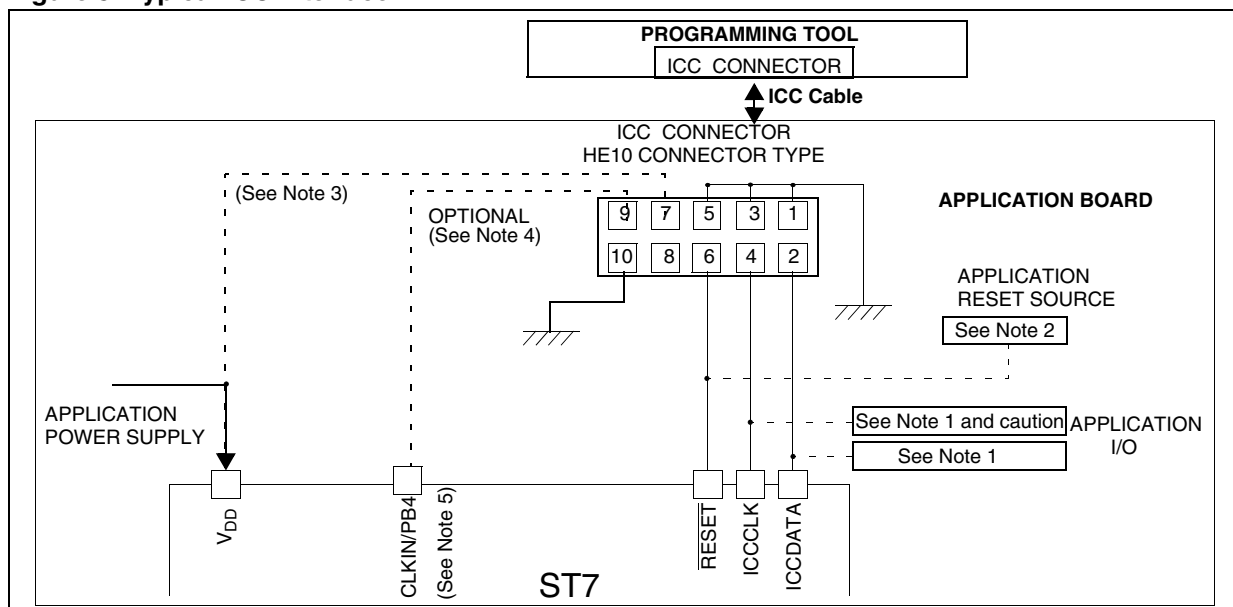 PROGRAMMING TOOL
ICC CONNECTOR
ICC Cable
ICC CONNECTOR
HE10 CONNECTOR TYPE
(See Note 3)
OPTIONAL
(See Note 4)
9 7 5 3 1
10 8 6 4 2
APPLICATION BOARD
APPLICATION
RESET SOURCE
See Note 2
APPLICATION
POWER SUPPLY
See Note 1 and caution
See Note 1
APPLICATION
I/O
VDD
CLKIN/PB4
(See Note 5)
RESET
ICCCLK
ICCDATA
ST7